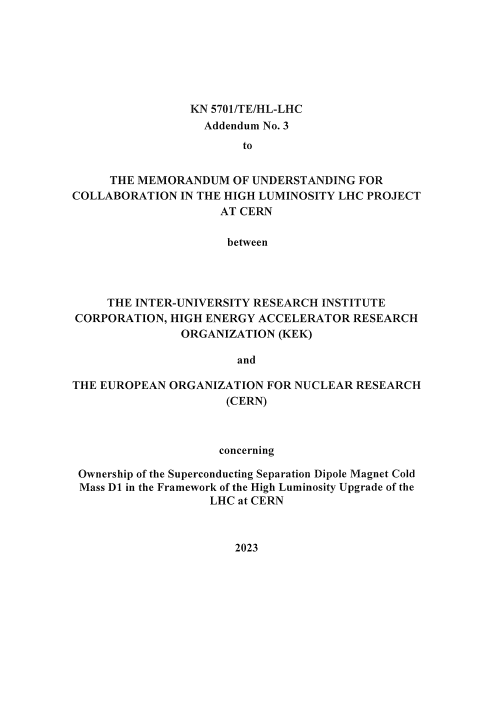 KN 5701/TE/HL-LHC
Addendum No. 3
to
THE MEMORANDUM OF UNDERSTANDING FOR
COLLABORATION IN THE HIGH LUMINOSITY LHC PROJECT
AT CERN
between
THE INTER-UNIVERSITY RESEARCH INSTITUTE
CORPORATION, HIGH ENERGY ACCELERATOR RESEARCH
ORGANIZATION (KEK)
and
THE EUROPEAN ORGANIZATION FOR NUCLEAR RESEARCH
(CERN)
concerning
Ownership of the Superconducting Separation Dipole Magnet Cold
Mass D1 in the Framework of the High Luminosity Upgrade of the
LHC at CERN
2023